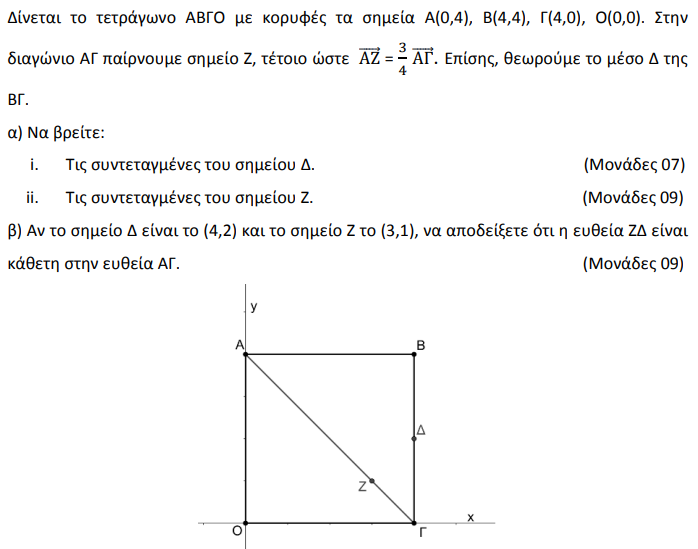 Δίνεται το τετράγωνο ΑΒΓΟ με κορυφές τα σημεία Α(0,4), Β(4,4), Γ(4,0), Ο(0,0). Στην
διαγώνιο ΑΓ παίρνουμε σημείο Ζ, τέτοιο ώστε $\overrightarrow{ΑΖ} = \frac{3}{4} \overrightarrow{ΑΓ}$. Επίσης, θεωρούμε το μέσο Δ της
ΒΓ.
α) Να βρείτε:
i. Τις συντεταγμένες του σημείου Δ. (Μονάδες 07)
ii. Τις συντεταγμένες του σημείου Ζ. (Μονάδες 09)
β) Αν το σημείο Δ είναι το (4,2) και το σημείο Ζ το (3,1), να αποδείξετε ότι η ευθεία ΖΔ είναι
κάθετη στην ευθεία ΑΓ. (Μονάδες 09)
y
Α Β
Δ
Ζ
x
Ο Γ